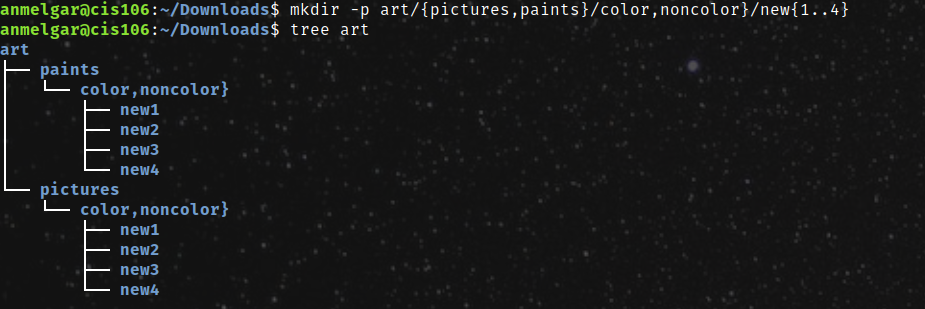 anmelgar@cis106:~/Downloads$ mkdir -p art/{pictures,paints}/color,noncolor}/new{1..4}
anmelgar@cis106:~/Downloads$ tree art
art
├── paints
│   └── color,noncolor}
│       ├── new1
│       ├── new2
│       ├── new3
│       └── new4
└── pictures
    └── color,noncolor}
        ├── new1
        ├── new2
        ├── new3
        └── new4